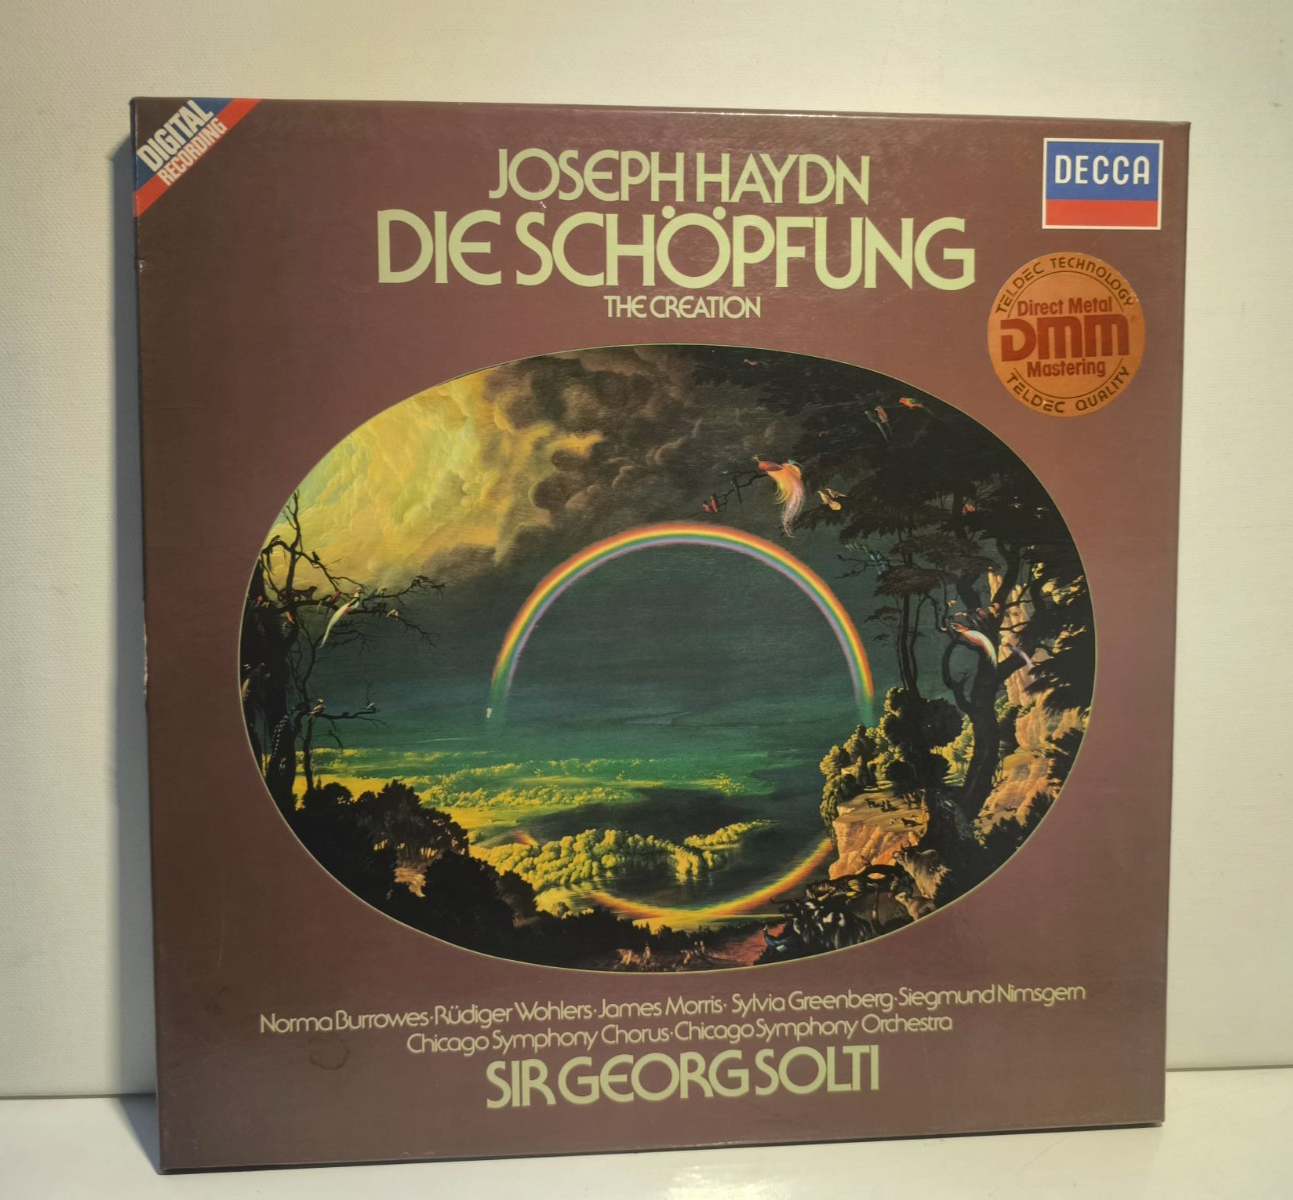 DIGITAL
RECORDING
JOSEPH HAYDN
DIE SCHÖPFUNG
THE CREATION
DECCA
TELDEC TECHNOLOGY
Direct Metal
DMM
Mastering
TELDEC QUALITY
Norma Burrowes·Rüdiger Wohlers·James Morris·Sylvia Greenberg·Siegmund Nimsgern
Chicago Symphony Chorus·Chicago Symphony Orchestra
SIR GEORG SOLTI